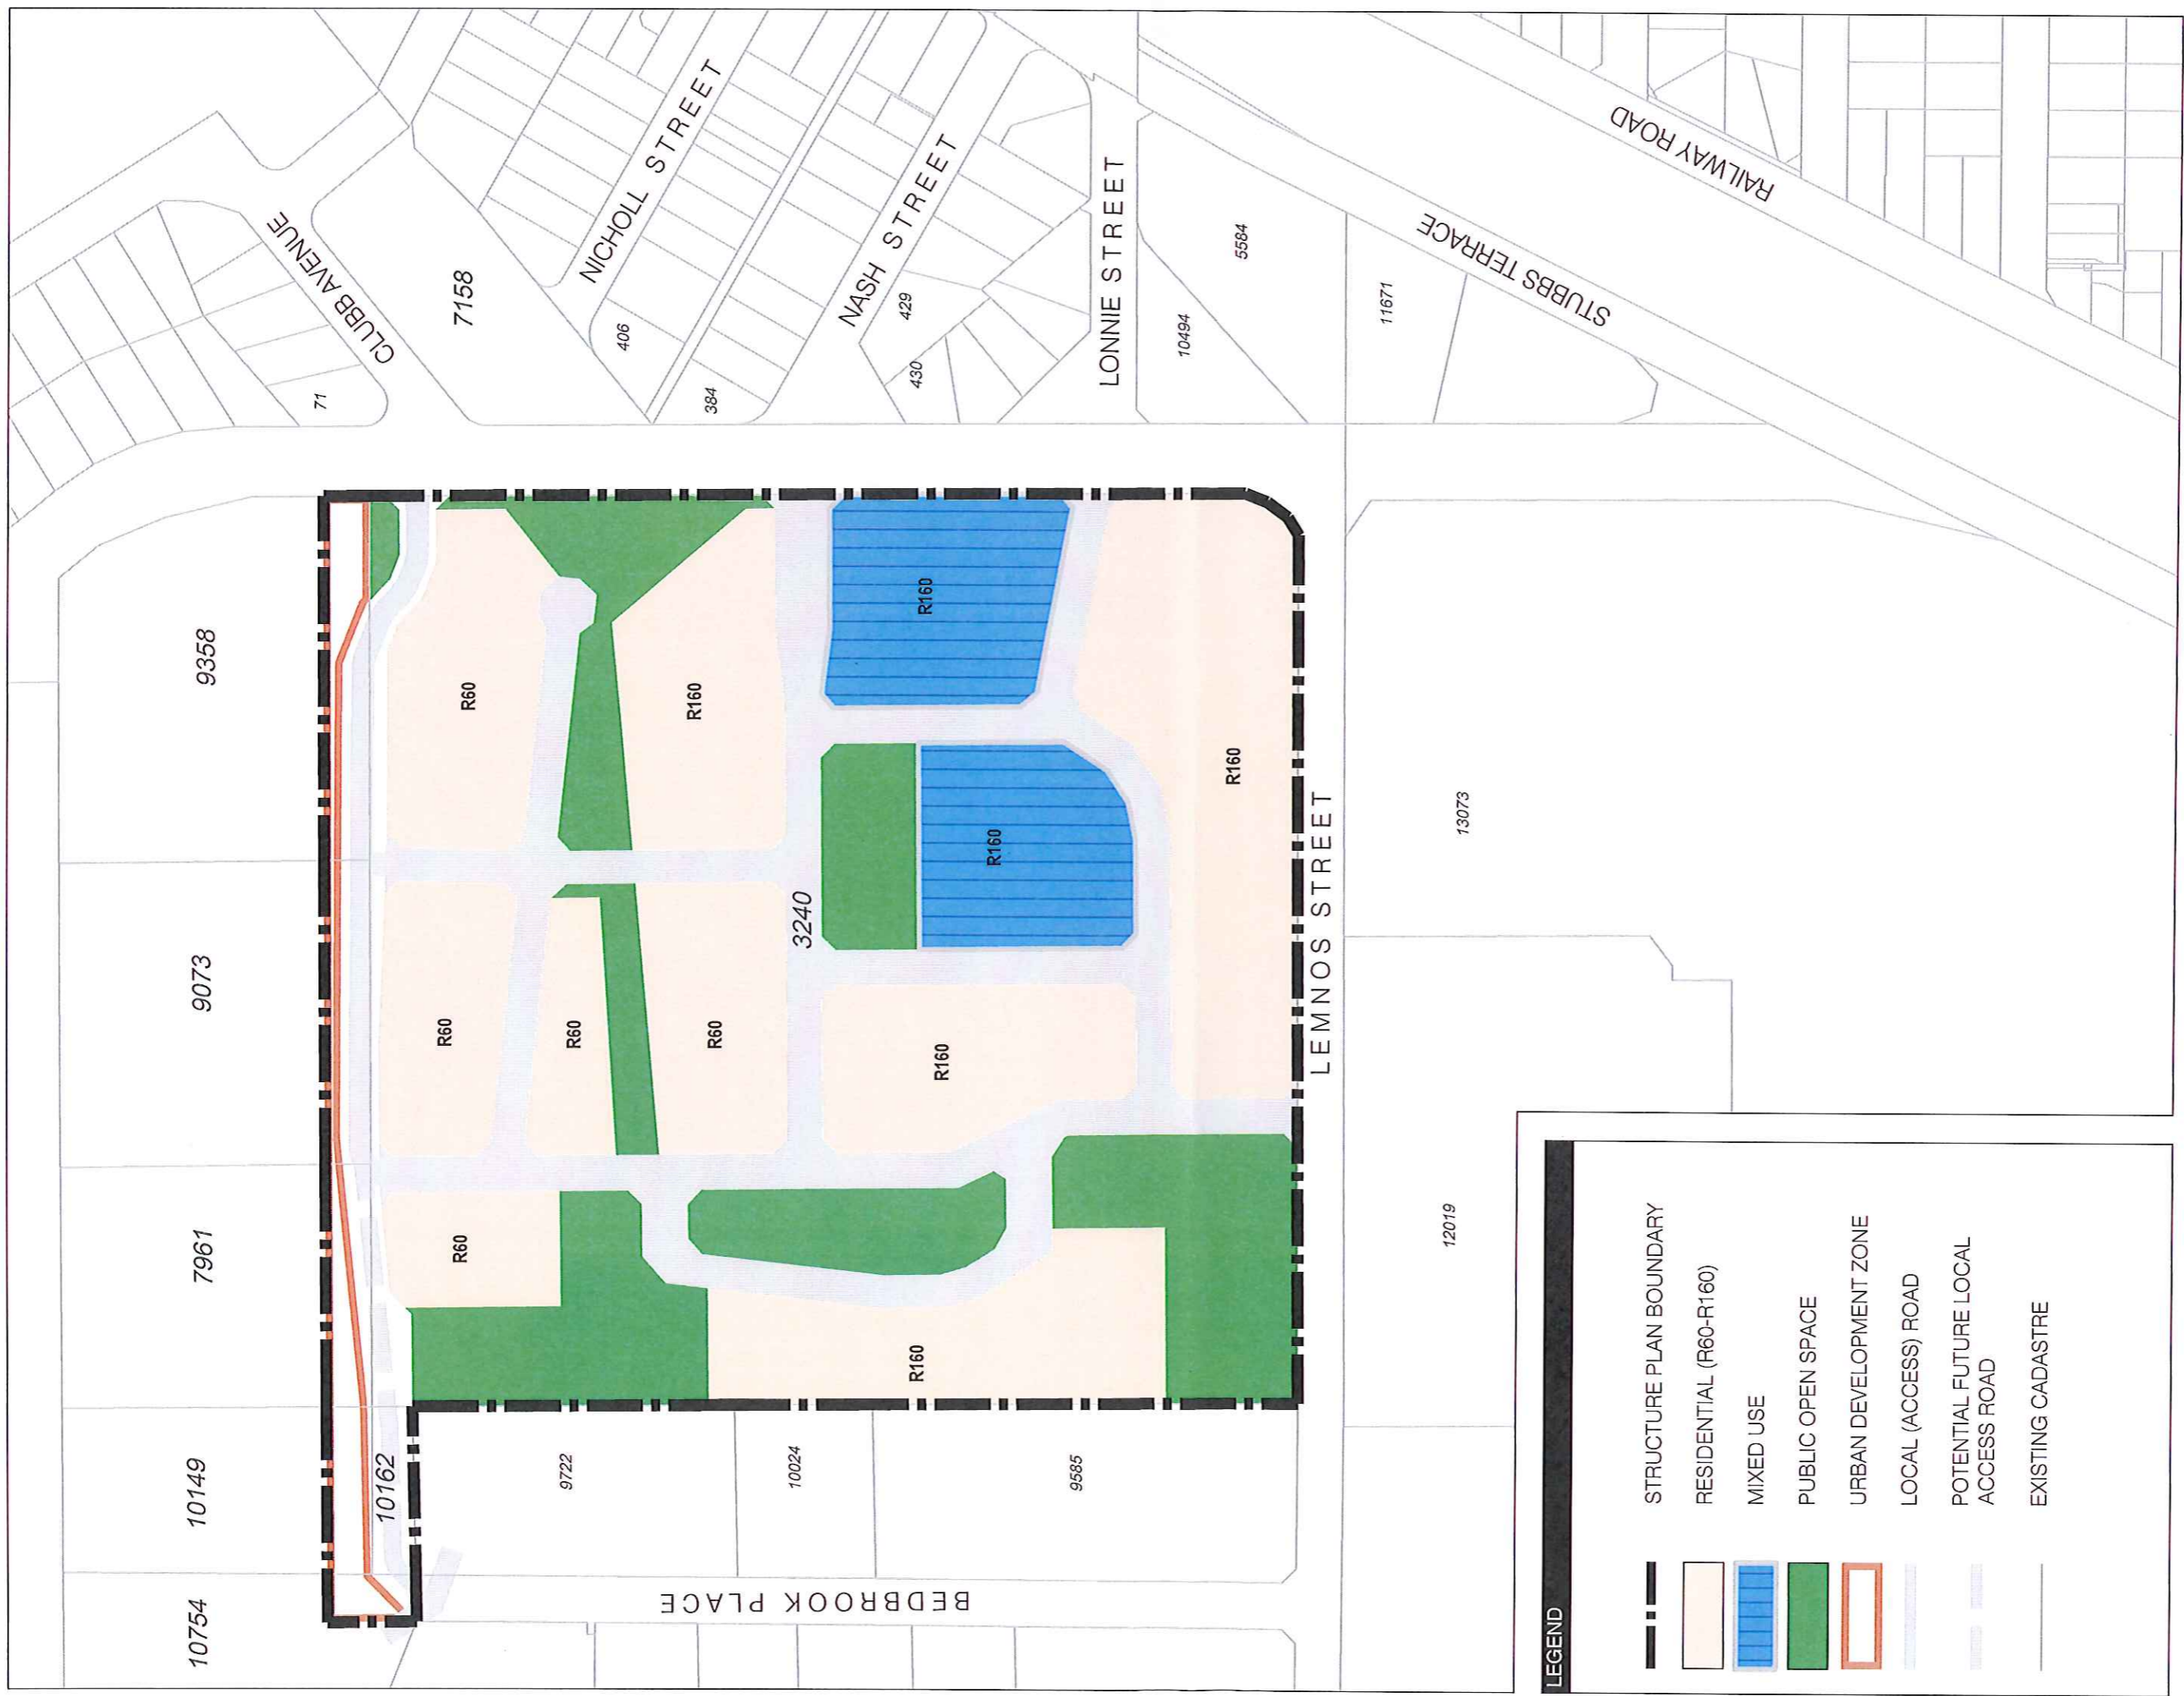 CLUBB AVENUE
NICHOLL STREET
NASH STREET
LONNIE STREET
STUBBS TERRACE
RAILWAY ROAD
7158
71
406
384
429
430
10494
5584
11671
9358
9073
7961
10149
10754
10162
R60
R160
R160
R160
R160
R60
R60
R60
3240
R160
R60
R160
9722
10024
9585
BEDBROOK PLACE
LEMNOS STREET
13073
12019
LEGEND
STRUCTURE PLAN BOUNDARY
RESIDENTIAL (R60-R160)
MIXED USE
PUBLIC OPEN SPACE
URBAN DEVELOPMENT ZONE
LOCAL (ACCESS) ROAD
POTENTIAL FUTURE LOCAL
ACCESS ROAD
EXISTING CADASTRE